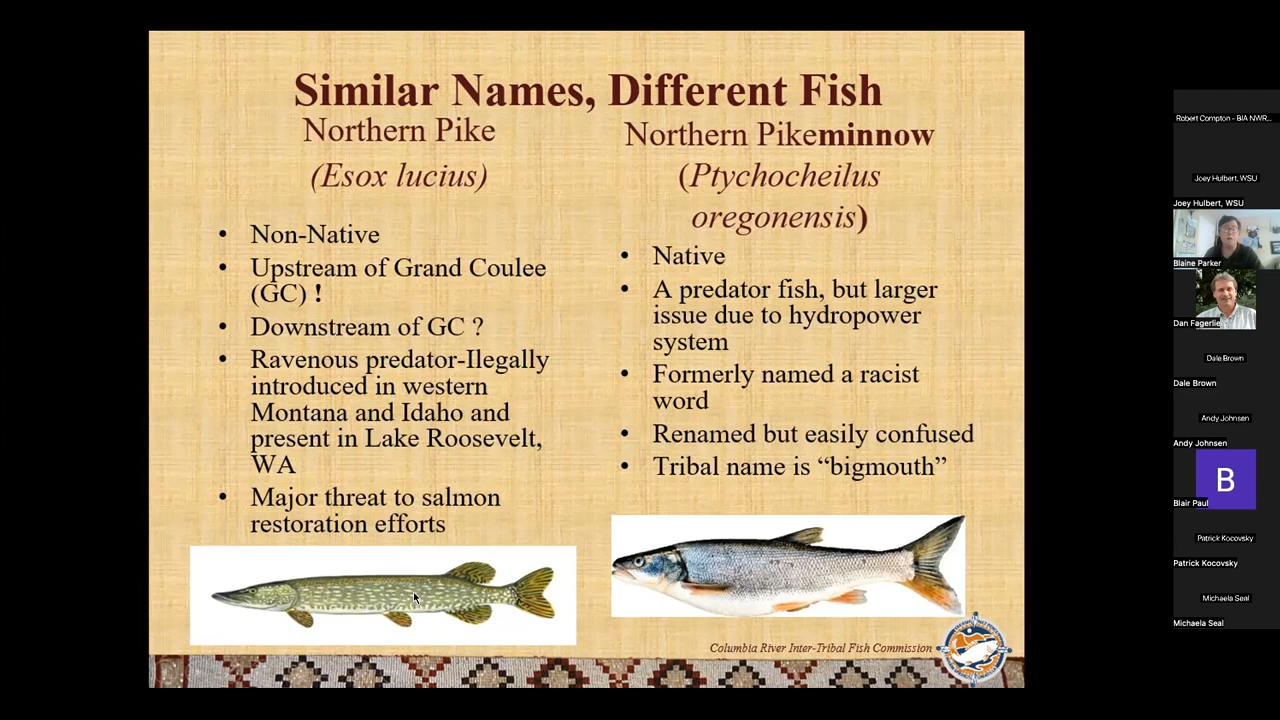 Similar Names, Different Fish
Northern Pike
(Esox lucius)
• Non-Native
• Upstream of Grand Coulee
(GC) !
• Downstream of GC ?
• Ravenous predator-Ilegally
introduced in western
Montana and Idaho and
present in Lake Roosevelt,
WA
• Major threat to salmon
restoration efforts
Northern Pikeminnow
(Ptychocheilus
oregonensis)
• Native
• A predator fish, but larger
issue due to hydropower
system
• Formerly named a racist
word
• Renamed but easily confused
• Tribal name is “bigmouth”
Columbia River Inter-Tribal Fish Commission
Robert Compton - BIA NWR...
Joey Hulbert, WSU
Joey Hulbert, WSU
Blaine Parker
Dan Fagerlie
Dale Brown
Dale Brown
Andy Johnsen
Andy Johnsen
B
Blair Paul
Patrick Kocovsky
Patrick Kocovsky
Michaela Seal
Michaela Seal